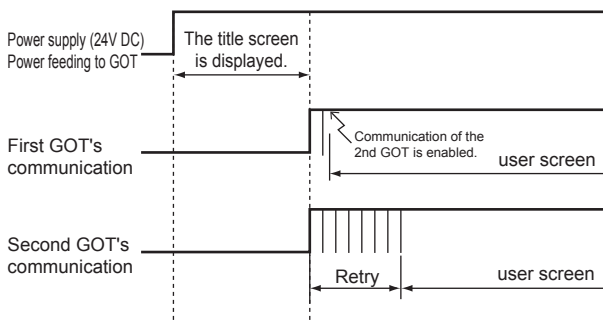 Power supply (24V DC)
Power feeding to GOT
The title screen
is displayed.
First GOT's
communication
Communication of the
2nd GOT is enabled.
user screen
Second GOT's
communication
Retry
user screen